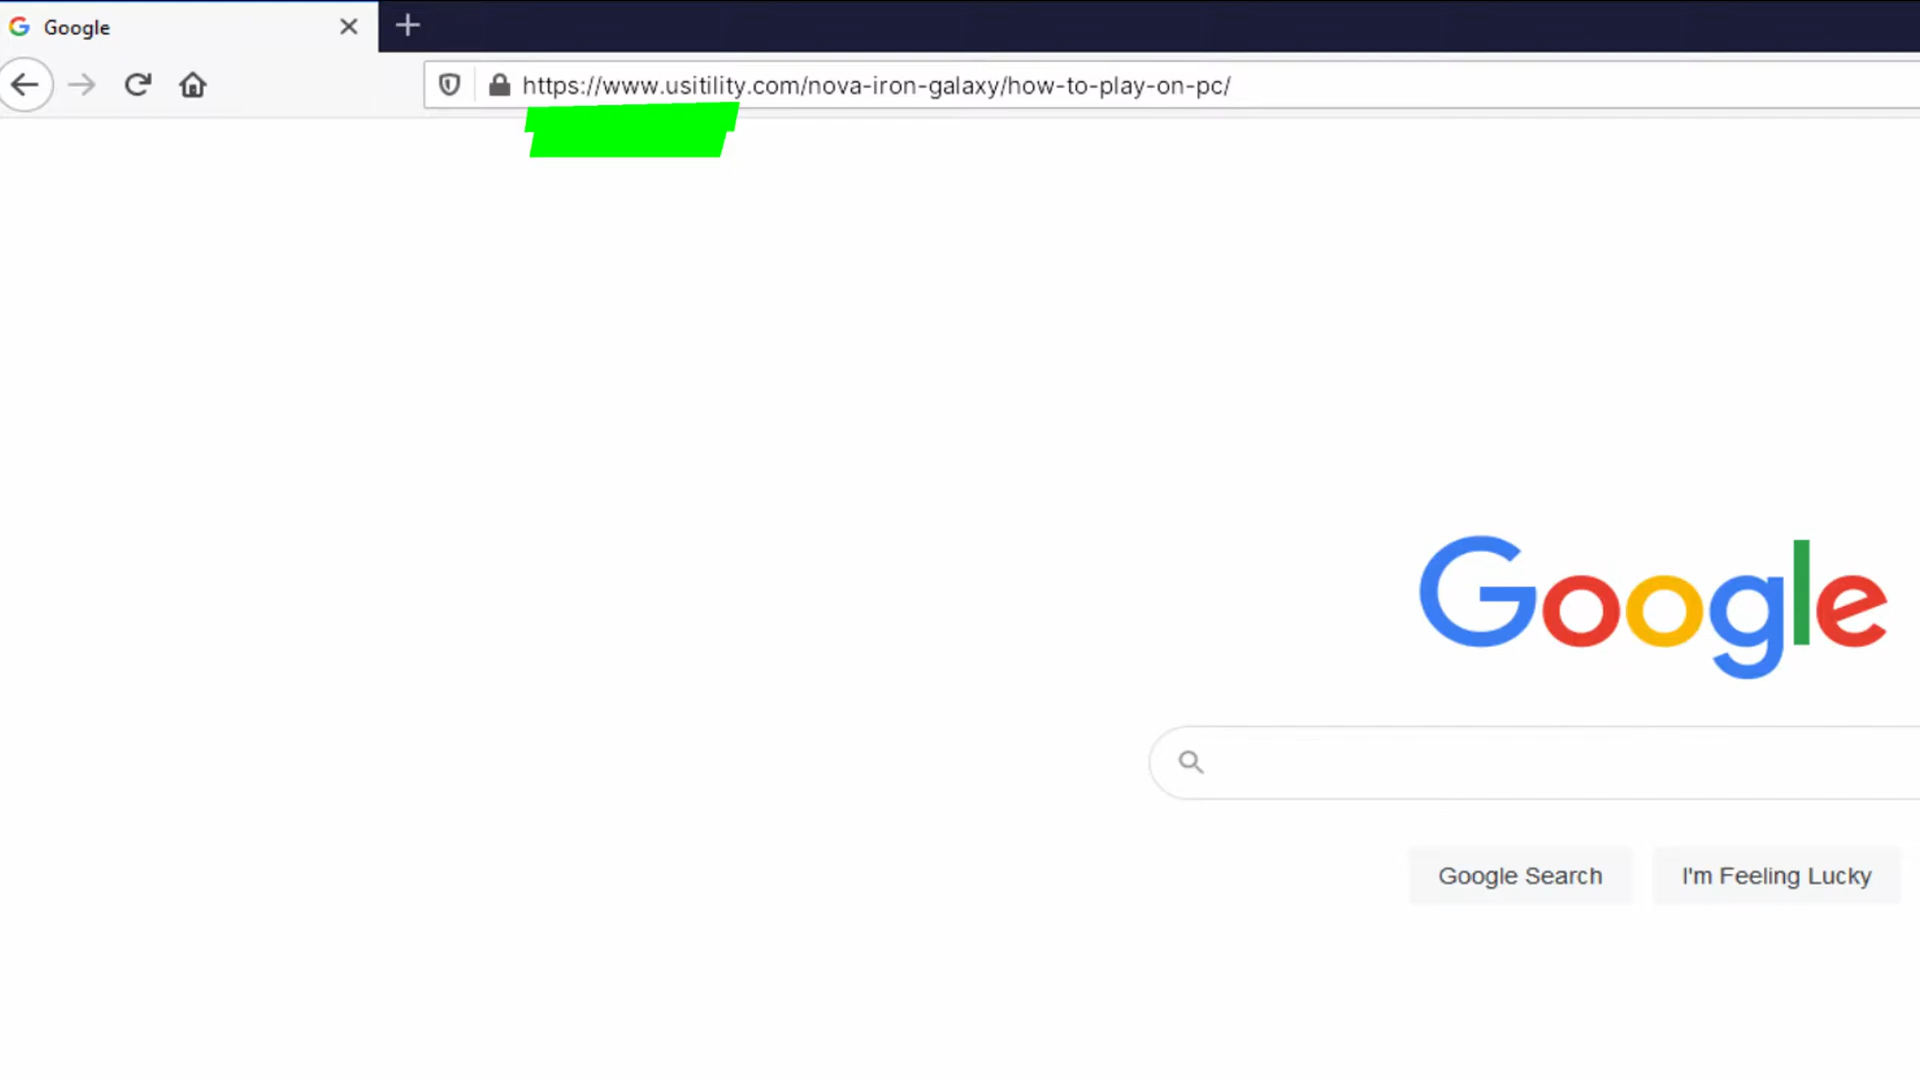 Google
https://www.usitility.com/nova-iron-galaxy/how-to-play-on-pc/
Google
Google Search
I'm Feeling Lucky